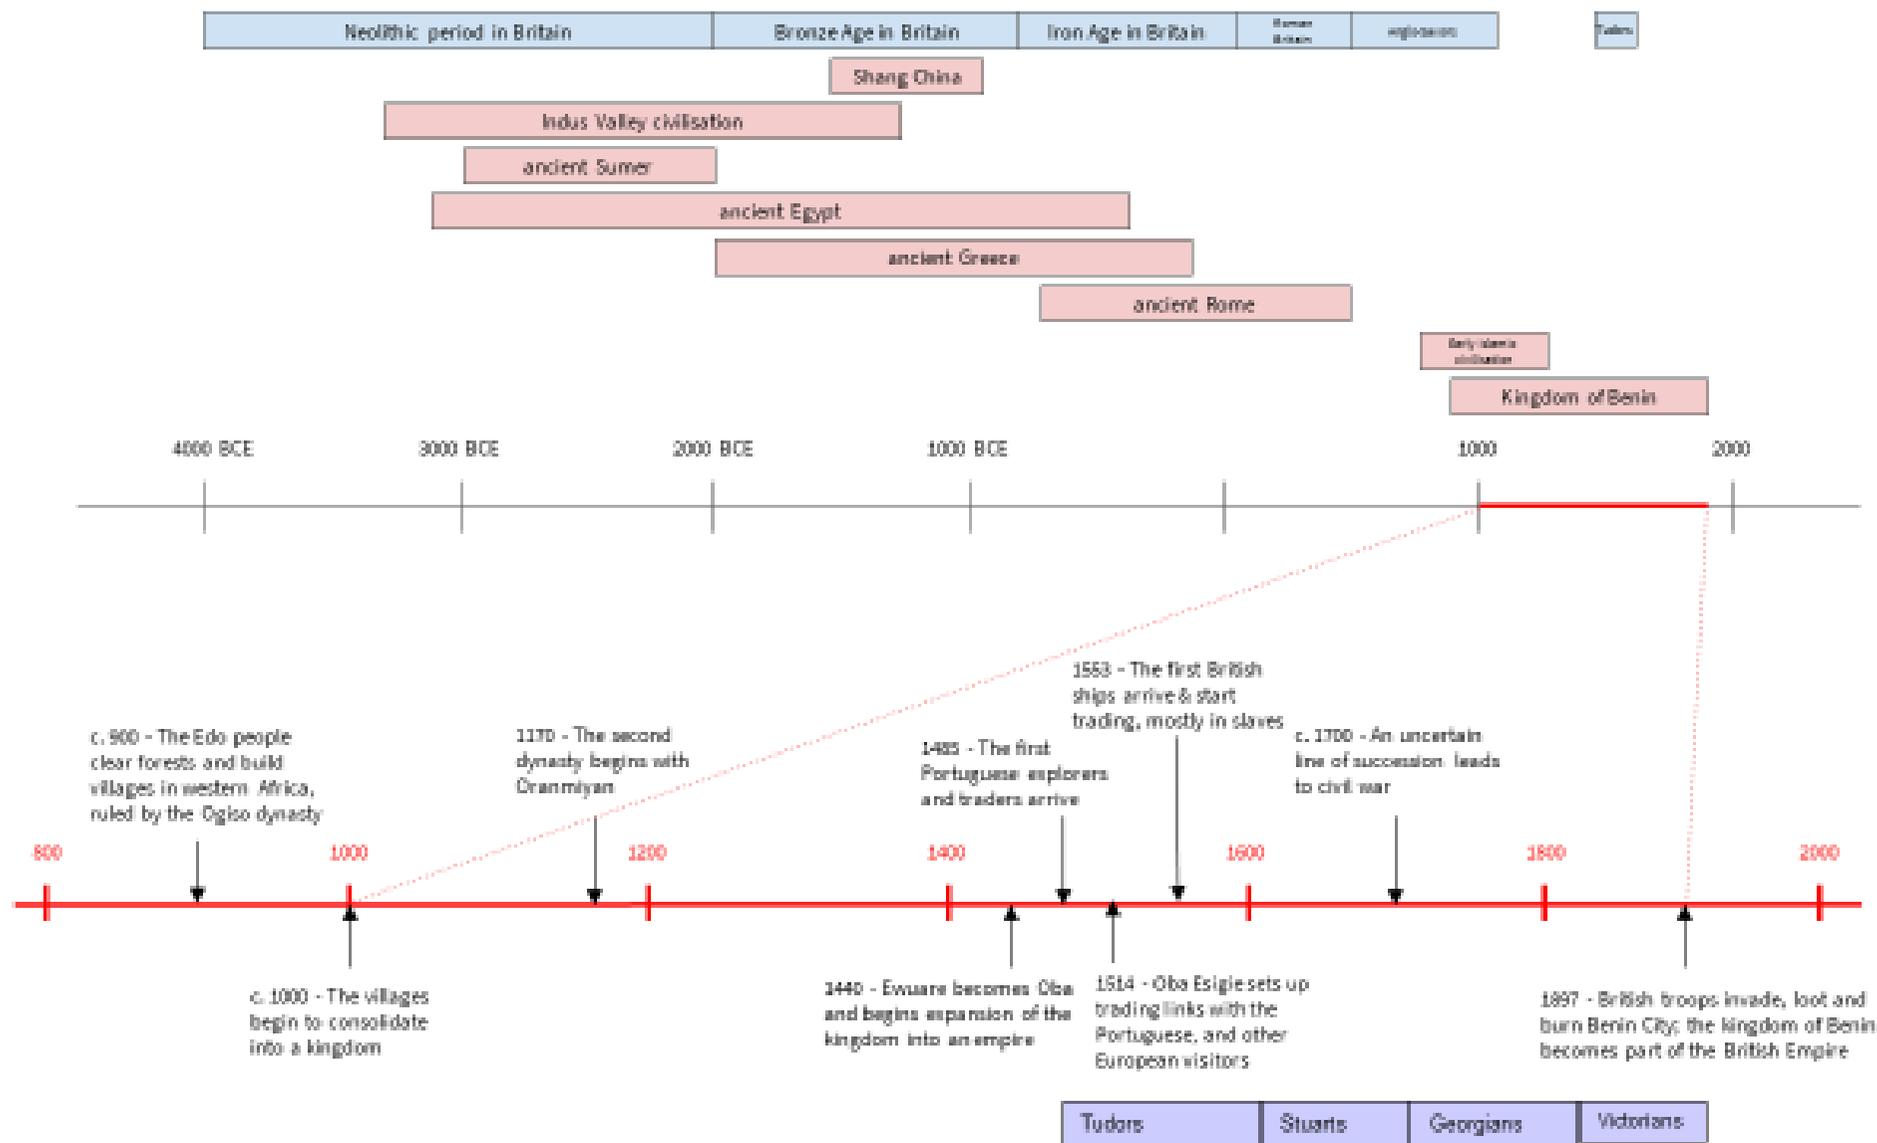 Neolithic period in Britain
Bronze Age in Britain
Iron Age in Britain
Roman
Britain
Anglo-Saxons
Tudors
Shang China
Indus Valley civilisation
ancient Sumer
ancient Egypt
ancient Greece
ancient Rome
Early Islamic
civilisation
Kingdom of Benin
4000 BCE
3000 BCE
2000 BCE
1000 BCE
1000
2000
1553 - The first British
ships arrive & start
trading, mostly in slaves
c. 900 - The Edo people
clear forests and build
villages in western Africa,
ruled by the Ogiso dynasty
1170 - The second
dynasty begins with
Oranmiyan
1485 - The first
Portuguese explorers
and traders arrive
c. 1700 - An uncertain
line of succession leads
to civil war
800
1000
1200
1400
1600
1800
2000
c. 1000 - The villages
begin to consolidate
into a kingdom
1440 - Ewuare becomes Oba
and begins expansion of the
kingdom into an empire
1514 - Oba Esigie sets up
trading links with the
Portuguese, and other
European visitors
1897 - British troops invade, loot and
burn Benin City; the kingdom of Benin
becomes part of the British Empire
Tudors
Stuarts
Georgians
Victorians